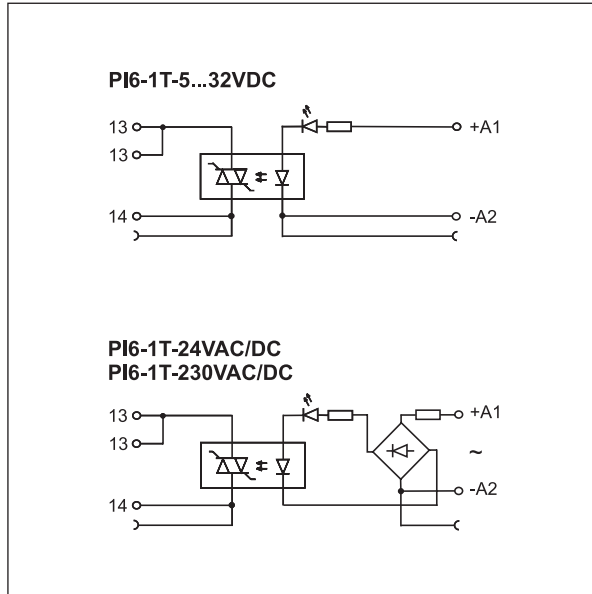 PI6-1T-5...32VDC
13
+A1
13
14
-A2
PI6-1T-24VAC/DC
PI6-1T-230VAC/DC
13
+A1
13
~
14
-A2